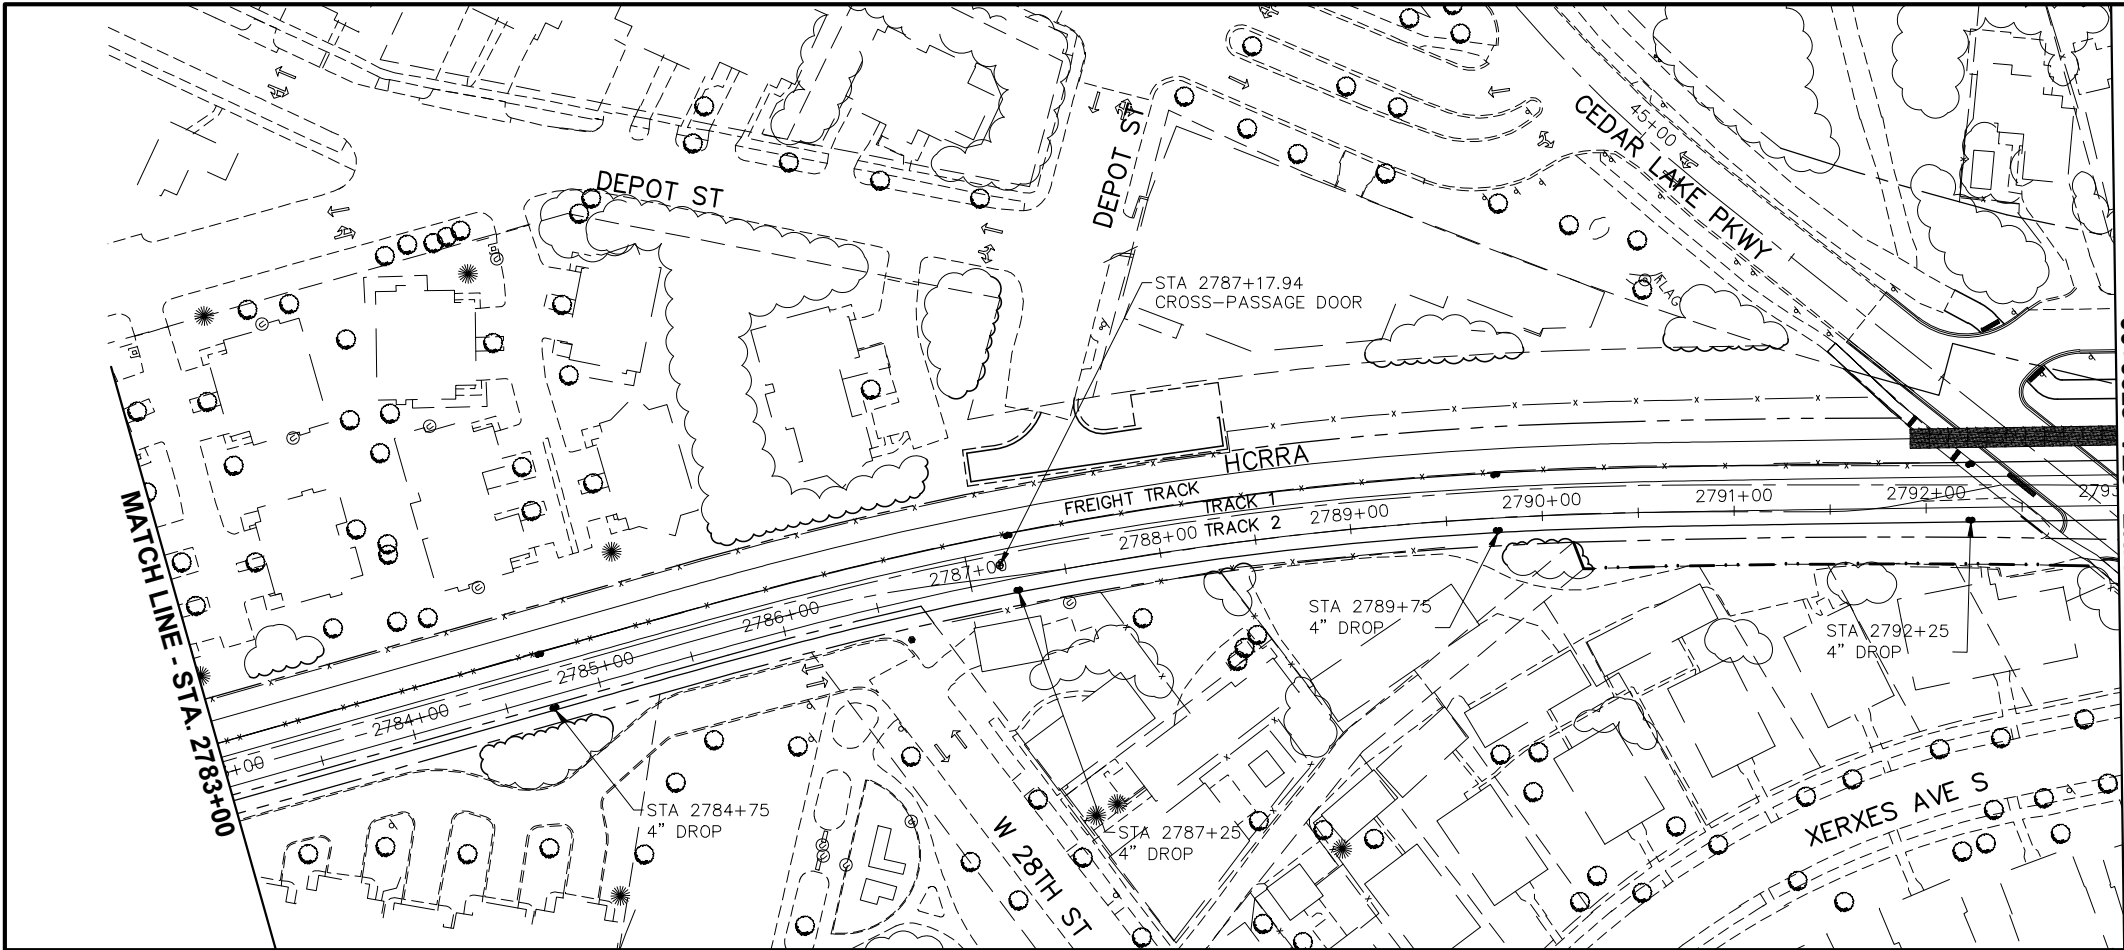 DEPOT ST
DEPOT ST
CEDAR LAKE PKWY
45+00
STA 2787+17.94
CROSS-PASSAGE DOOR
FLAG
HCRRA
FREIGHT TRACK
TRACK 1
TRACK 2
2784+00
2785+00
2786+00
2787+00
2788+00
2789+00
2790+00
2791+00
2792+00
+00
MATCH LINE - STA. 2783+00
STA 2789+75
4" DROP
STA 2792+25
4" DROP
STA 2784+75
4" DROP
STA 2787+25
4" DROP
W 28TH ST
XERXES AVE S